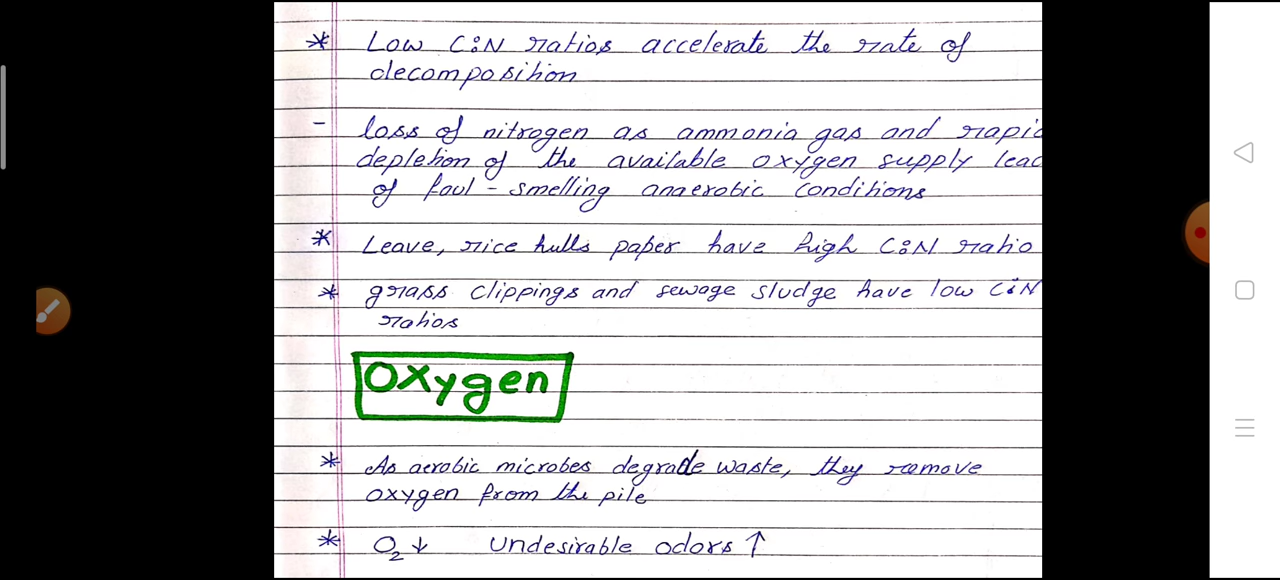 * Low C:N ratios accelerate the rate of
decomposition
- loss of nitrogen as ammonia gas and rapid
depletion of the available oxygen supply lead
of foul-smelling anaerobic conditions
* Leave, rice hulls paper have high C:N ratio
* grass clippings and sewage sludge have low C:N
ratios
Oxygen
* As aerobic microbes degrade waste, they remove
oxygen from the pile
* O₂ ↓ Undesirable odors ↑